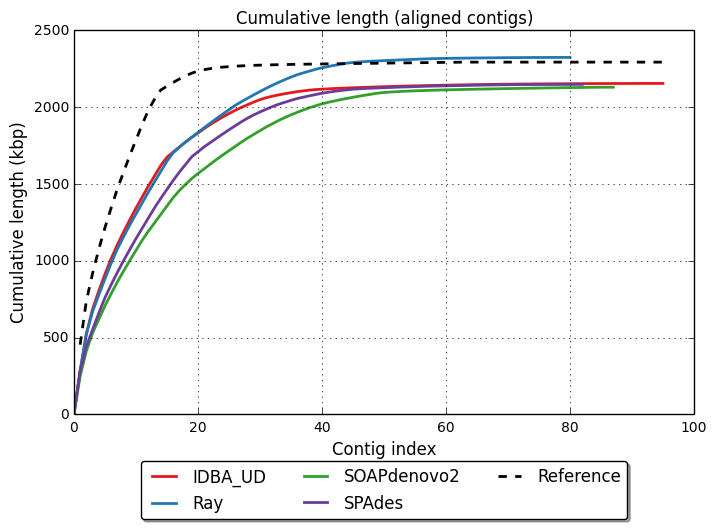 Cumulative length (aligned contigs)
2500
2000
1500
1000
500
0
Cumulative length (kbp)
0 20 40 60 80 100
Contig index
IDBA_UD SOAPdenovo2 Reference
Ray SPAdes